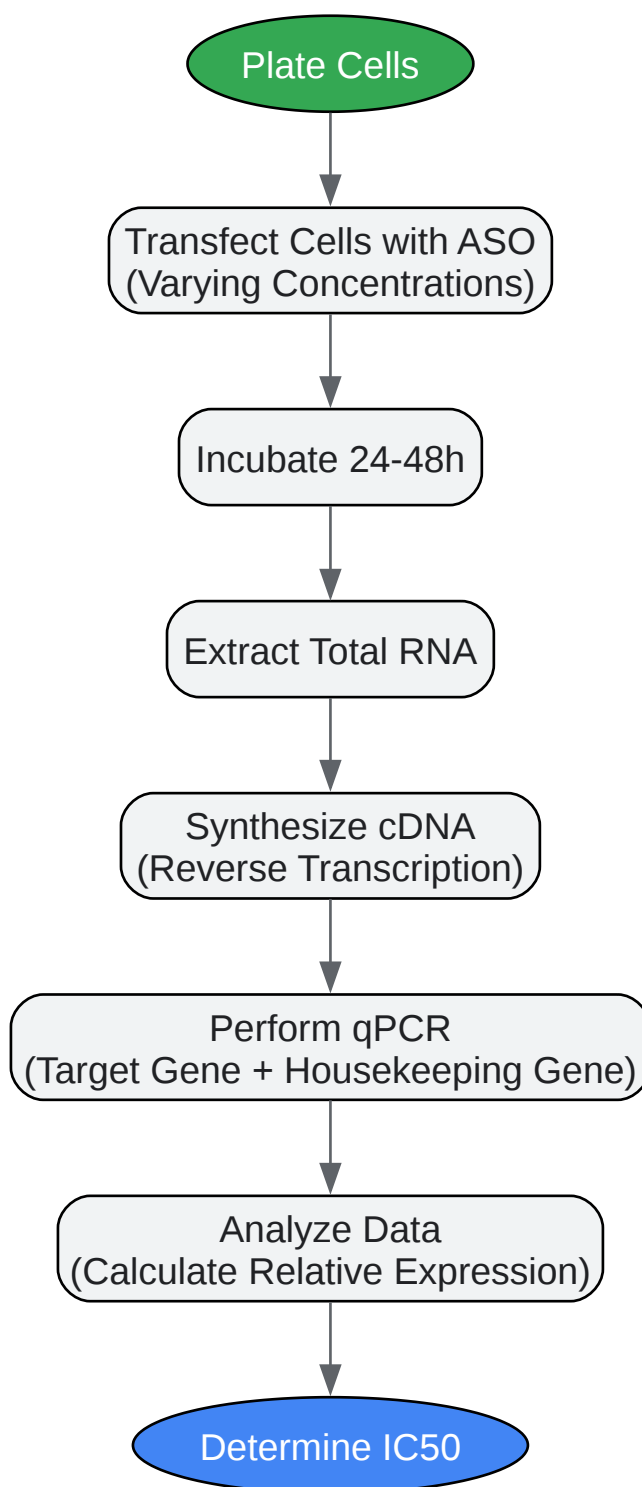 Plate Cells
Transfect Cells with ASO
(Varying Concentrations)
Incubate 24-48h
Extract Total RNA
Synthesize cDNA
(Reverse Transcription)
Perform qPCR
(Target Gene + Housekeeping Gene)
Analyze Data
(Calculate Relative Expression)
Determine IC50